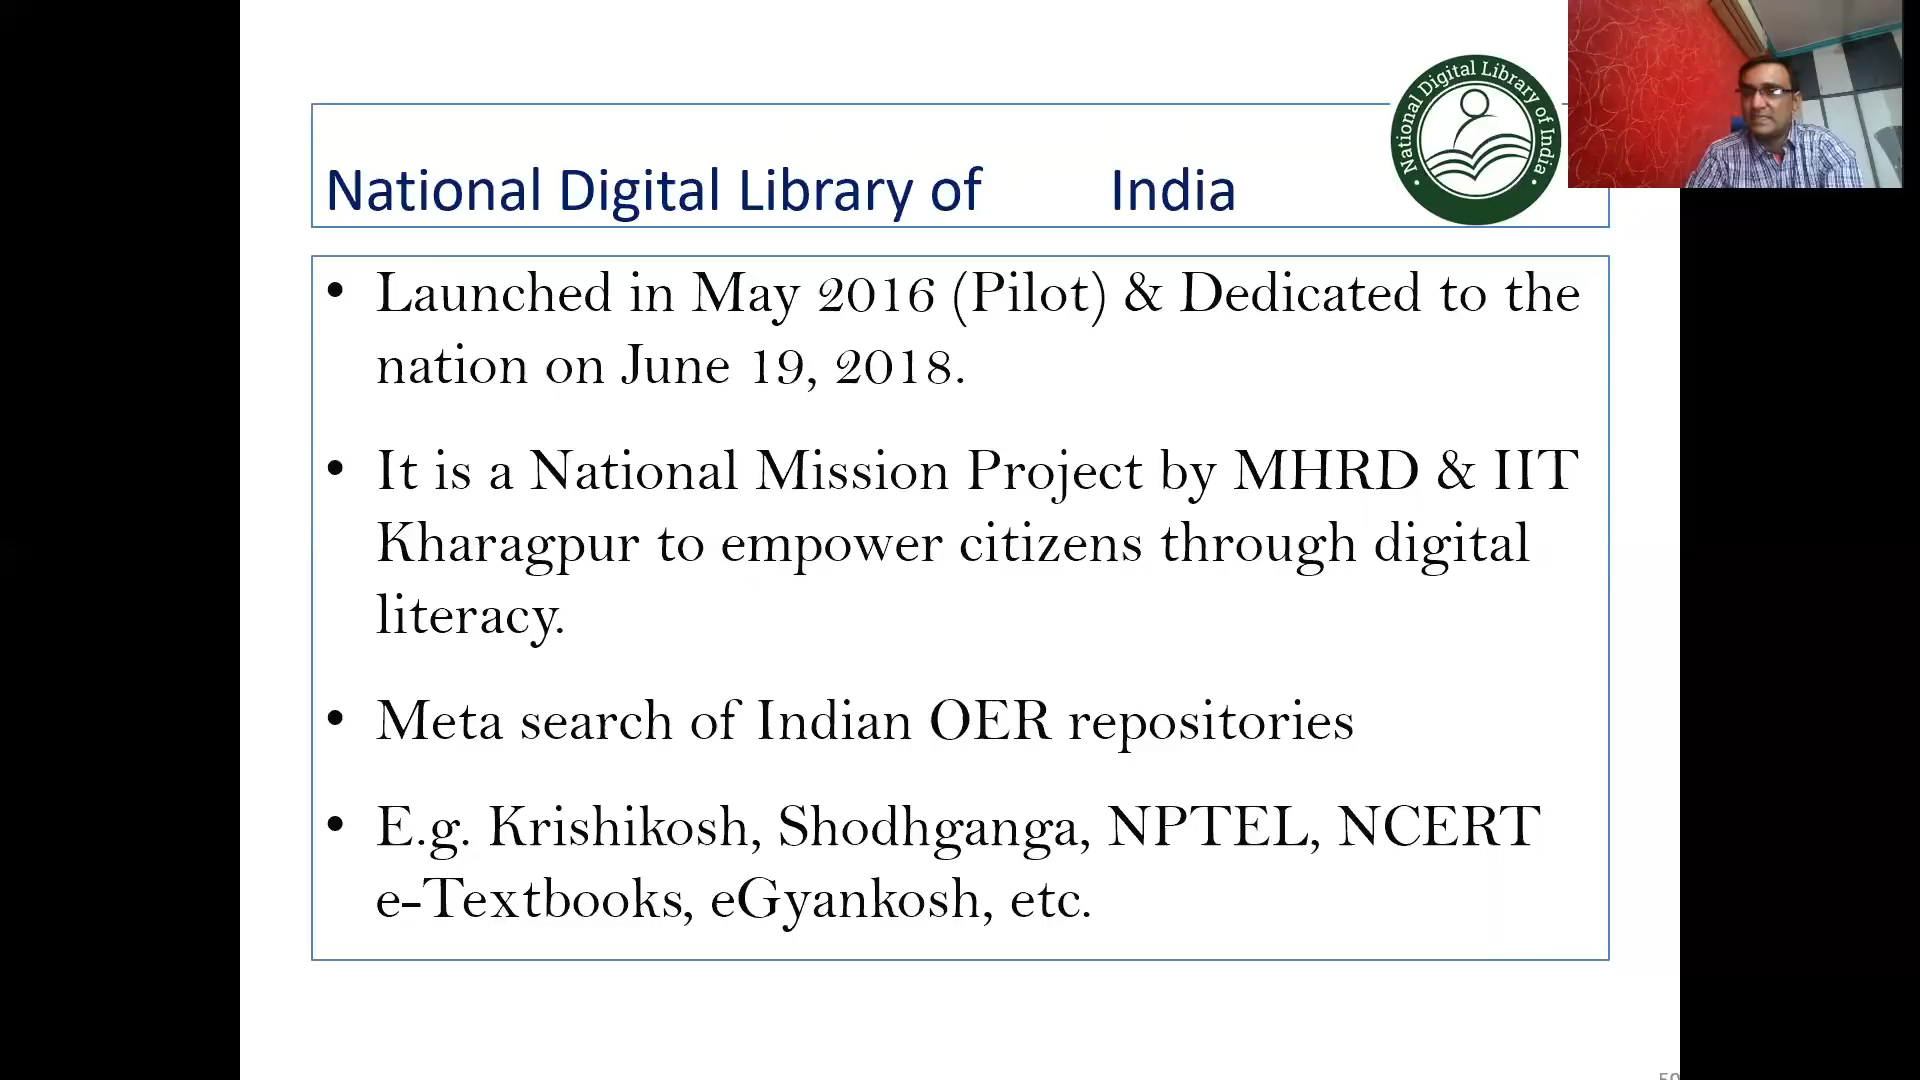 National Digital Library of India
National Digital Library of India
• Launched in May 2016 (Pilot) & Dedicated to the
nation on June 19, 2018.
• It is a National Mission Project by MHRD & IIT
Kharagpur to empower citizens through digital
literacy.
• Meta search of Indian OER repositories
• E.g. Krishikosh, Shodhganga, NPTEL, NCERT
e-Textbooks, eGyankosh, etc.